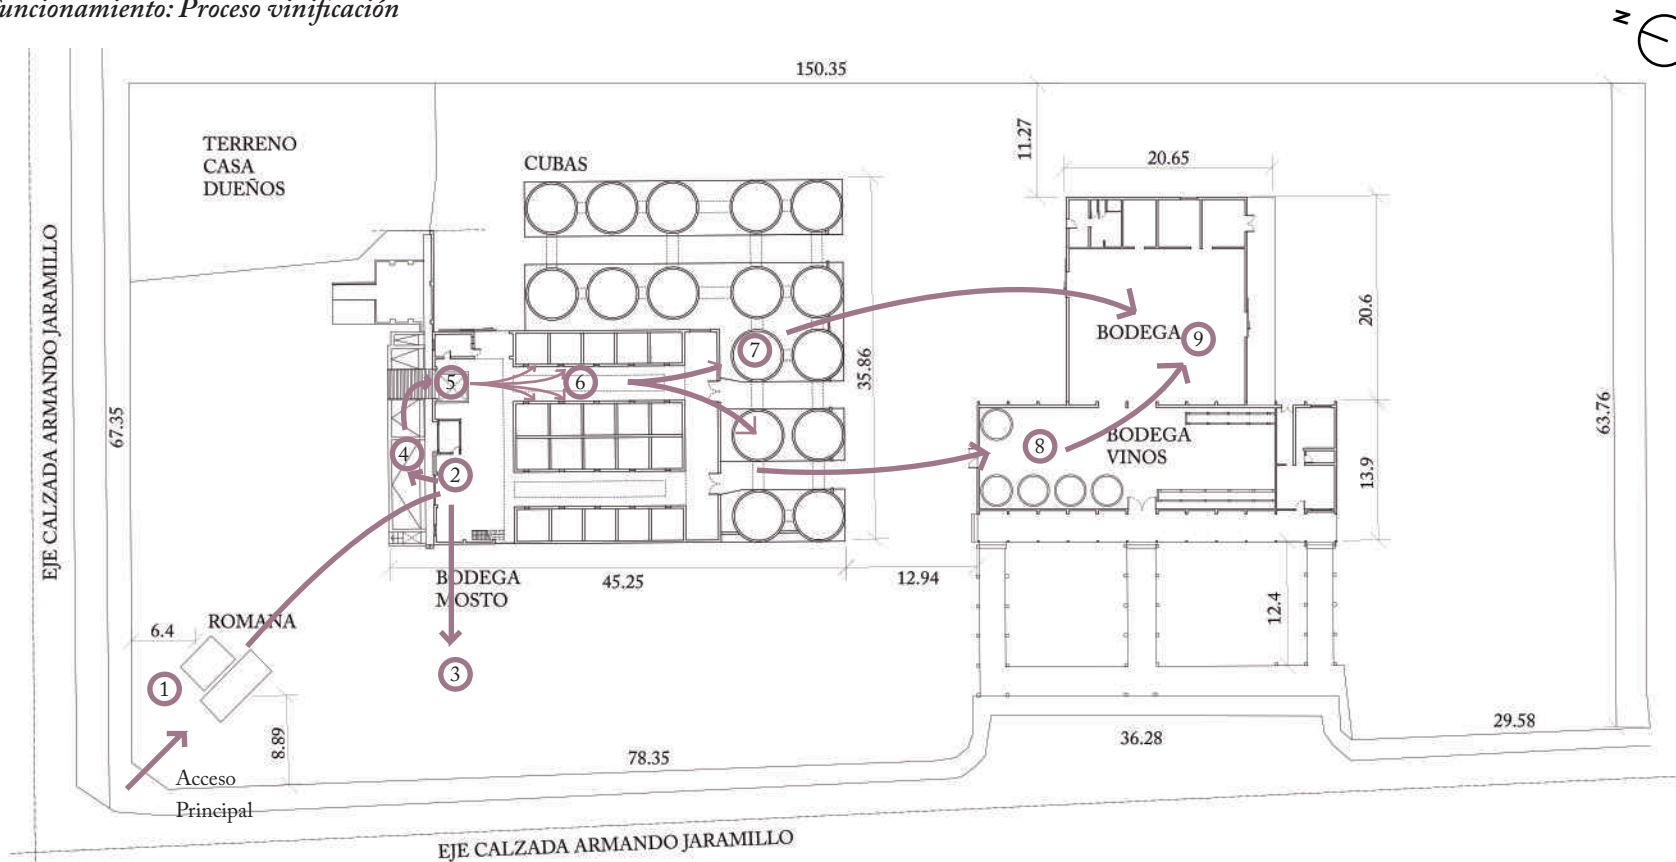 uncionamiento: Proceso vinificación
N
150.35
TERRENO
CASA
DUEÑOS
CUBAS
11.27
20.65
EJE CALZADA ARMANDO JARAMILLO
67.35
35.86
20.6
63.76
13.9
BODEGA
9
7
5
6
4
2
8
BODEGA
VINOS
BODEGA
MOSTO
45.25
12.94
12.4
ROMANA
6.4
1
3
8.89
Acceso
Principal
78.35
36.28
29.58
EJE CALZADA ARMANDO JARAMILLO